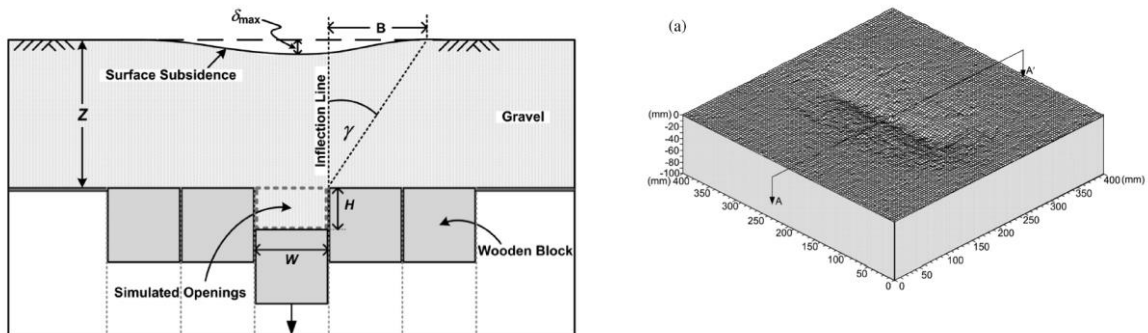 δmax
B
Surface Subsidence
Z
Inflection Line
γ
Gravel
H
W
Wooden Block
Simulated Openings
(a)
A'
(mm) 0
-20
-40
-60
-80
-100
(mm) 400
350
300
250
200
150
100
50
0
A
400 (mm)
350
300
250
200
150
100
50
0